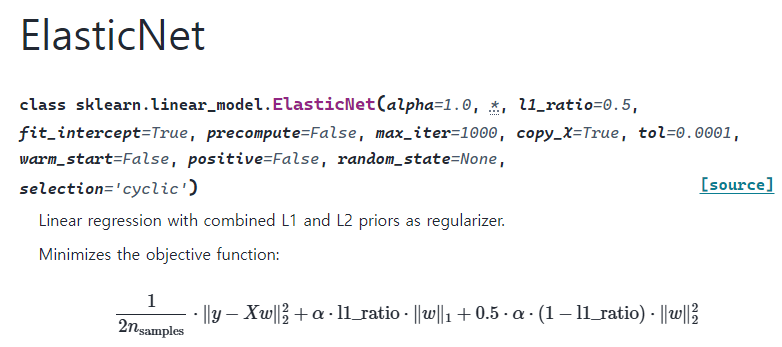 ElasticNet
class sklearn.linear_model.ElasticNet(alpha=1.0, *, l1_ratio=0.5,
fit_intercept=True, precompute=False, max_iter=1000, copy_X=True, tol=0.0001,
warm_start=False, positive=False, random_state=None,
selection='cyclic') [source]
Linear regression with combined L1 and L2 priors as regularizer.
Minimizes the objective function:
\frac{1}{2n_{\text{samples}}} \cdot \|y - Xw\|_2^2 + \alpha \cdot \text{l1\_ratio} \cdot \|w\|_1 + 0.5 \cdot \alpha \cdot (1 - \text{l1\_ratio}) \cdot \|w\|_2^2